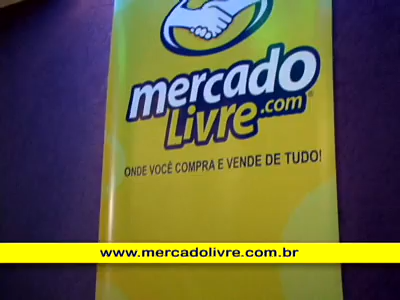 mercado
Livre.com®
ONDE VOCÊ COMPRA E VENDE DE TUDO!
www.mercadolivre.com.br